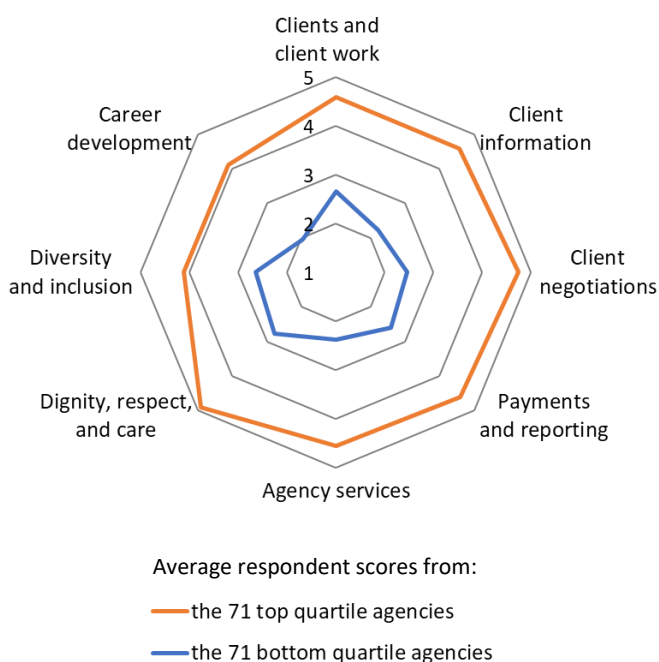 Clients and
client work
Client
information
Client
negotiations
Payments
and reporting
Agency services
Dignity, respect,
and care
Diversity
and inclusion
Career
development
5
4
3
2
1
Average respondent scores from:
the 71 top quartile agencies
the 71 bottom quartile agencies